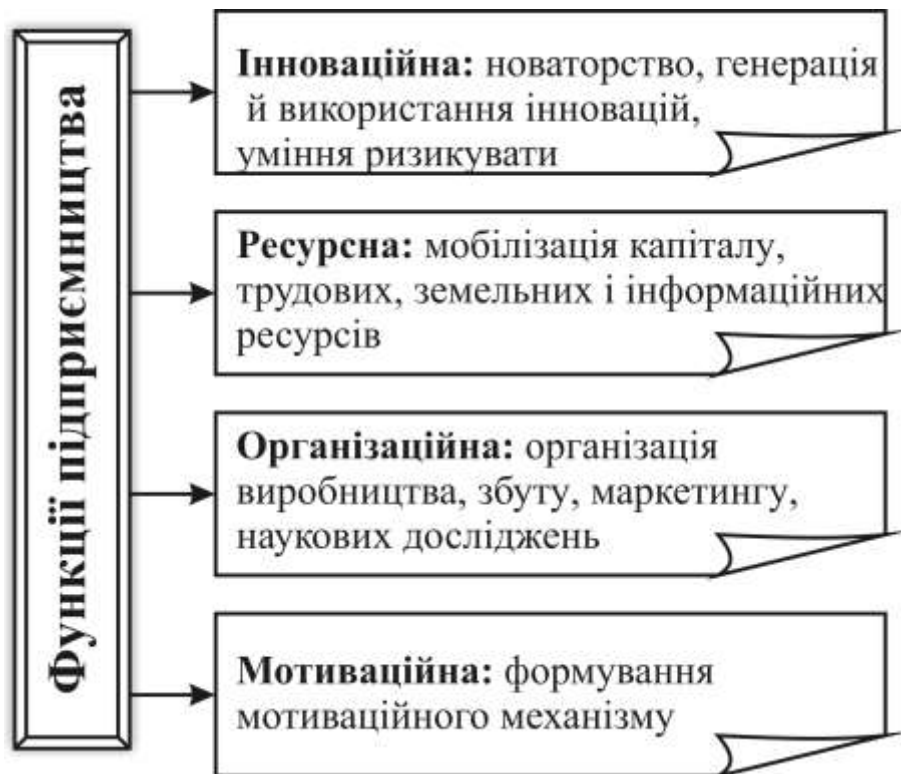 Функції підприємництва
Інноваційна: новаторство, генерація
й використання інновацій,
уміння ризикувати
Ресурсна: мобілізація капіталу,
трудових, земельних і інформаційних
ресурсів
Організаційна: організація
виробництва, збуту, маркетингу,
наукових досліджень
Мотиваційна: формування
мотиваційного механізму